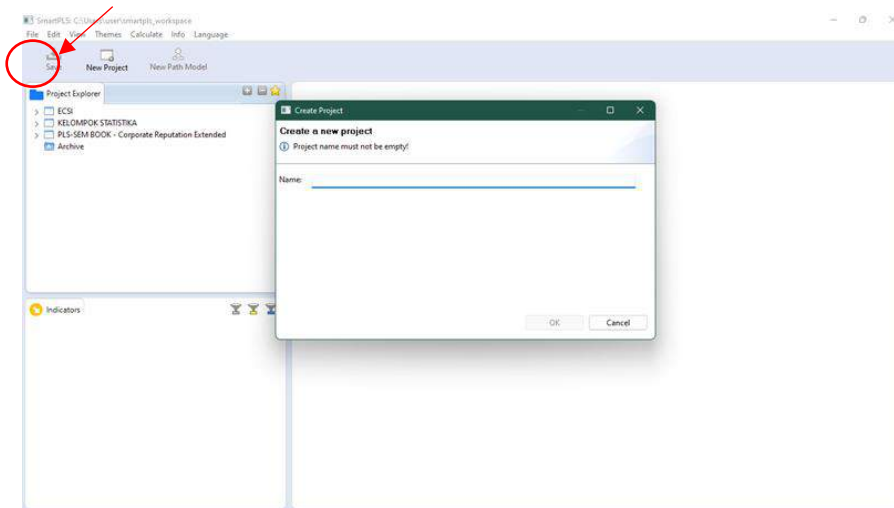 SmartPLS: C:\Users\user\smartpls_workspace
File Edit View Themes Calculate Info Language
Save New Project New Path Model
Project Explorer
ECSI
KELOMPOK STATISTIKA
PLS-SEM BOOK - Corporate Reputation Extended
Archive
Create Project
Create a new project
Project name must not be empty!
Name:
OK Cancel
Indicators